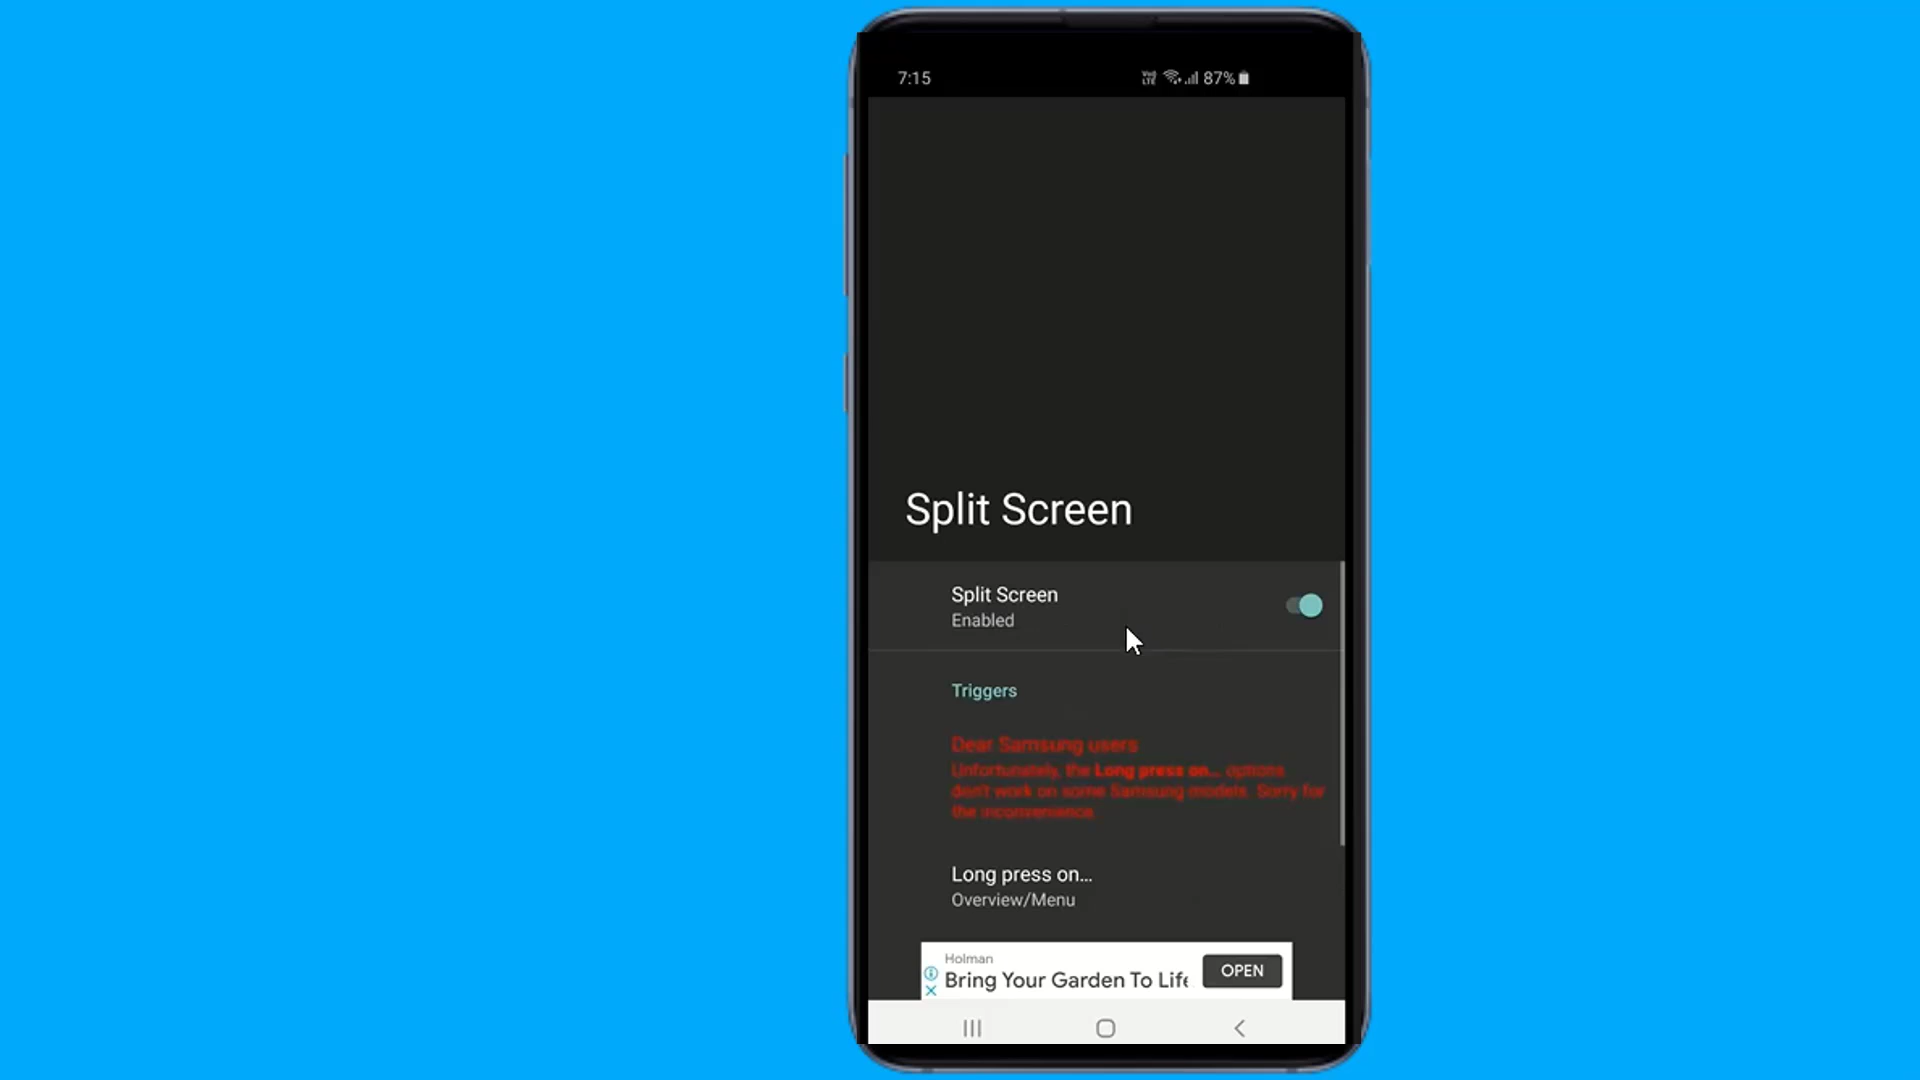 7:15
87%
Split Screen
Split Screen
Enabled
Triggers
Dear Samsung users
Unfortunately, the Long press on... options
don't work on some Samsung models. Sorry for
the inconvenience.
Long press on...
Overview/Menu
Holman
Bring Your Garden To Life
OPEN